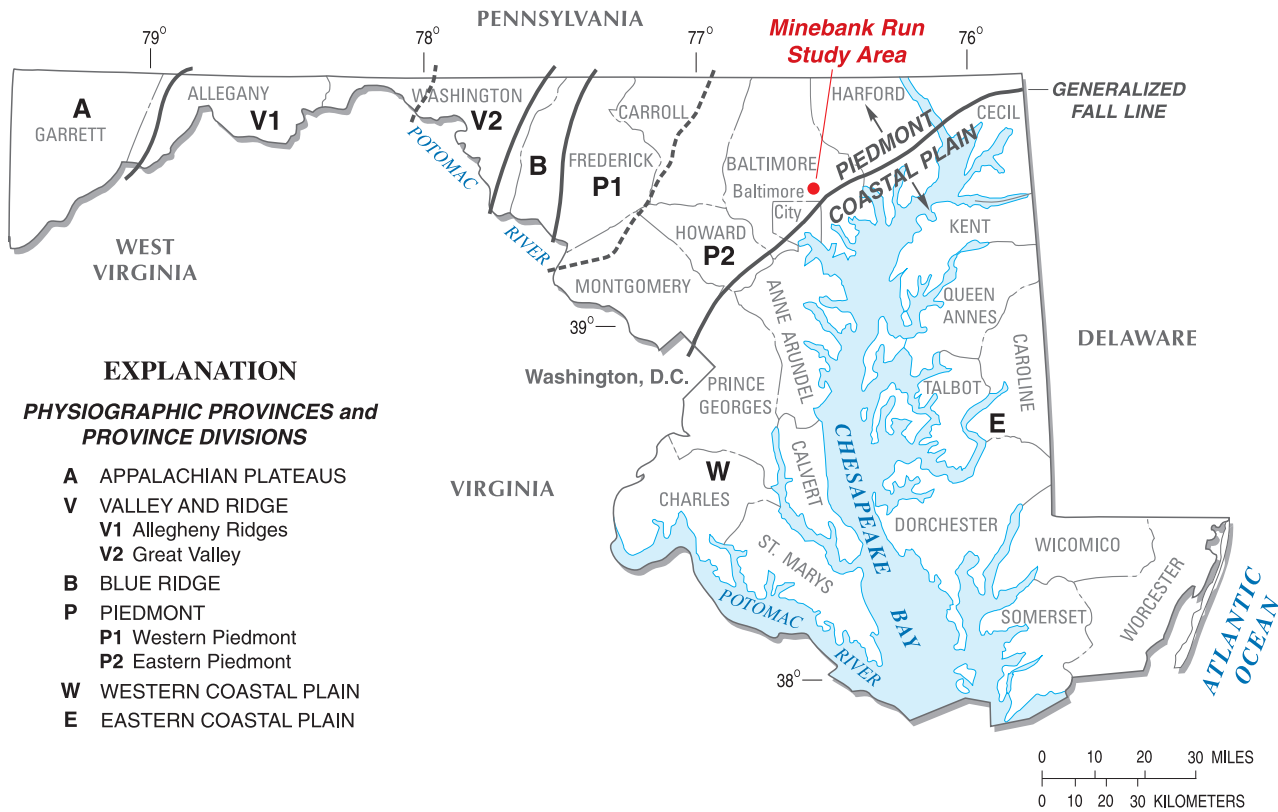 PENNSYLVANIA
Minebank Run
Study Area
79°
78°
77°
76°
GENERALIZED
FALL LINE
A
GARRETT
ALLEGANY
V1
WASHINGTON
V2
POTOMAC
RIVER
B
FREDERICK
P1
CARROLL
BALTIMORE
Baltimore
City
HARFORD
CECIL
PIEDMONT
COASTAL PLAIN
KENT
HOWARD
P2
MONTGOMERY
39°
WEST
VIRGINIA
ANNE ARUNDEL
QUEEN
ANNES
CAROLINE
DELAWARE
Washington, D.C.
PRINCE
GEORGES
TALBOT
E
CHESAPEAKE
BAY
CALVERT
W
CHARLES
VIRGINIA
DORCHESTER
WICOMICO
ST. MARYS
POTOMAC
RIVER
SOMERSET
WORCESTER
ATLANTIC
OCEAN
38°
EXPLANATION
PHYSIOGRAPHIC PROVINCES and
PROVINCE DIVISIONS
A APPALACHIAN PLATEAUS
V VALLEY AND RIDGE
V1 Allegheny Ridges
V2 Great Valley
B BLUE RIDGE
P PIEDMONT
P1 Western Piedmont
P2 Eastern Piedmont
W WESTERN COASTAL PLAIN
E EASTERN COASTAL PLAIN
0 10 20 30 MILES
0 10 20 30 KILOMETERS